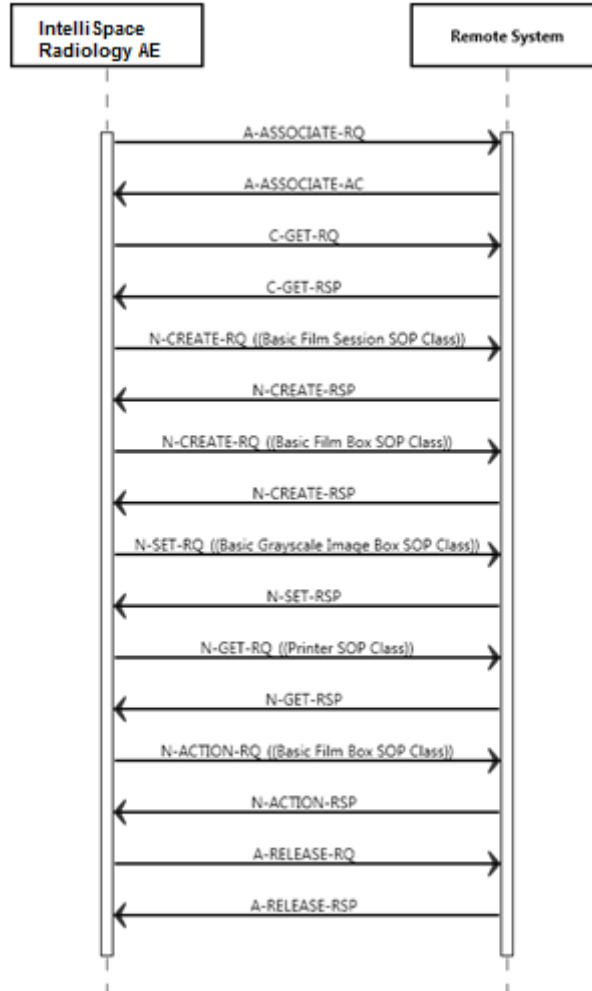 IntelliSpace
Radiology AE
Remote System
A-ASSOCIATE-RQ
A-ASSOCIATE-AC
C-GET-RQ
C-GET-RSP
N-CREATE-RQ ((Basic Film Session SOP Class))
N-CREATE-RSP
N-CREATE-RQ ((Basic Film Box SOP Class))
N-CREATE-RSP
N-SET-RQ ((Basic Grayscale Image Box SOP Class))
N-SET-RSP
N-GET-RQ ((Printer SOP Class))
N-GET-RSP
N-ACTION-RQ ((Basic Film Box SOP Class))
N-ACTION-RSP
A-RELEASE-RQ
A-RELEASE-RSP